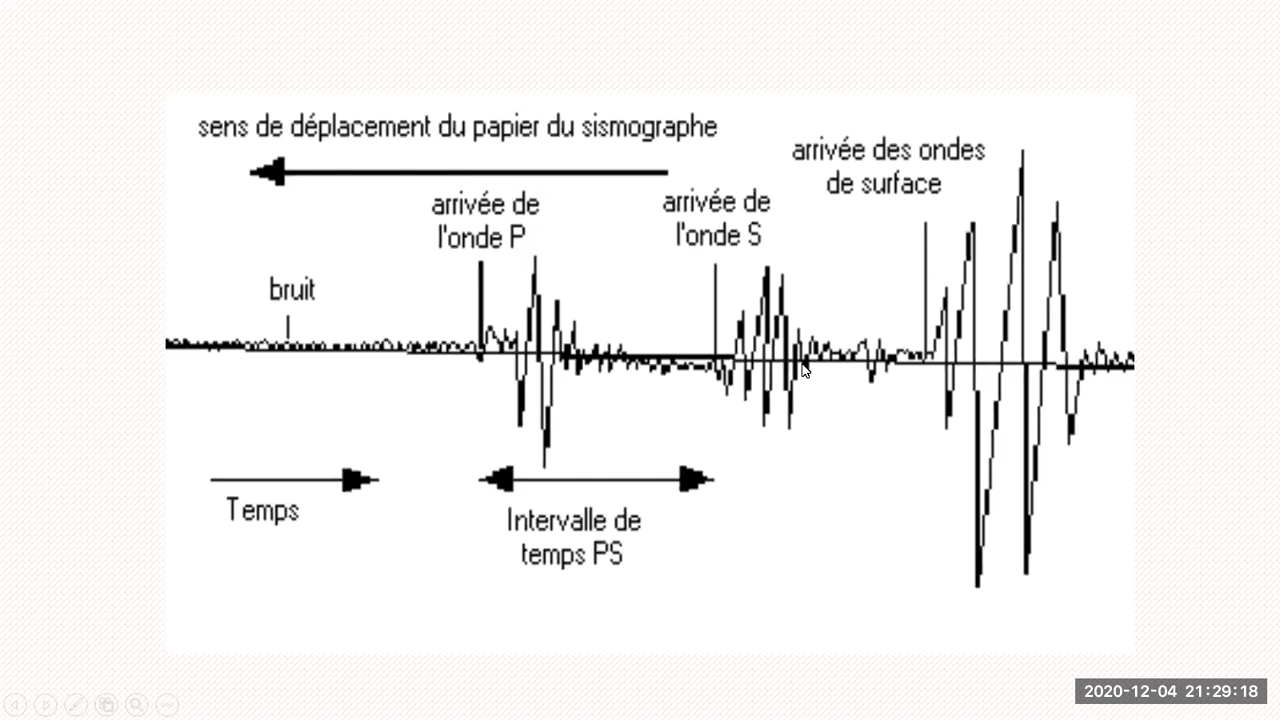 sens de déplacement du papier du sismographe
arrivée des ondes
de surface
arrivée de
l'onde P
arrivée de
l'onde S
bruit
Temps
Intervalle de
temps PS
2020-12-04 21:29:18